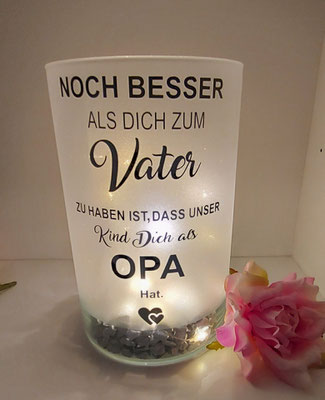 NOCH BESSER
ALS DICH ZUM
Vater
ZU HABEN IST, DASS UNSER
Kind Dich als
OPA
Hat.